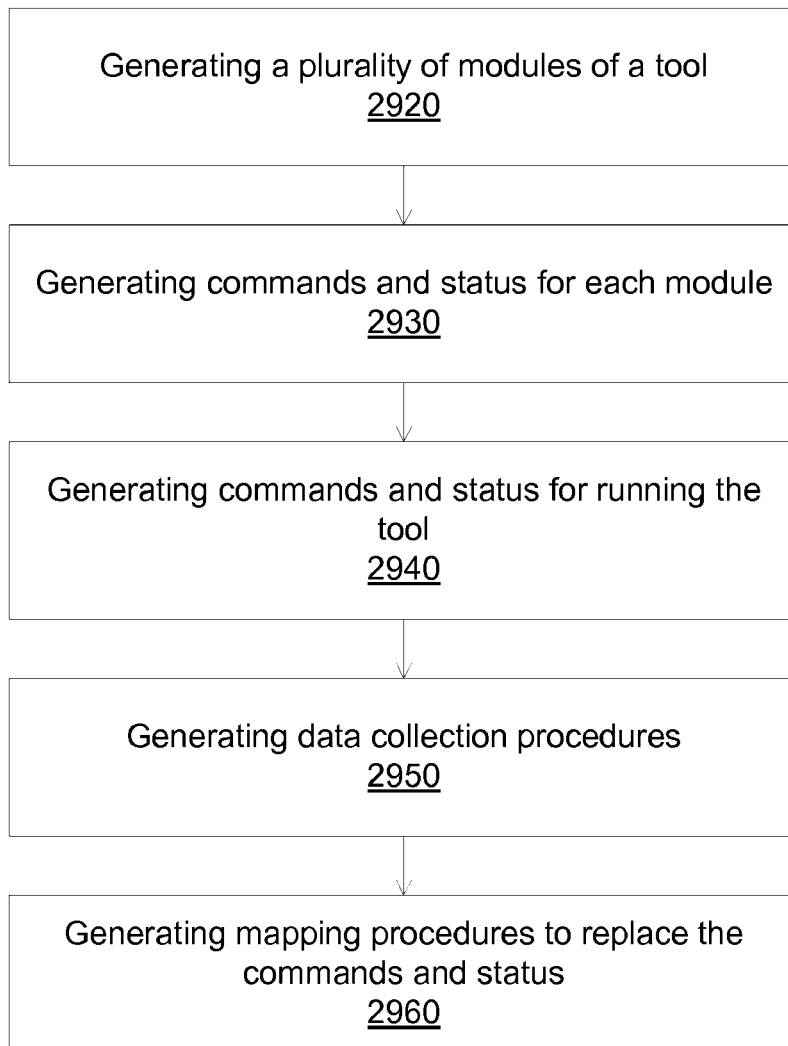 Generating a plurality of modules of a tool
2920
Generating commands and status for each module
2930
Generating commands and status for running the
tool
2940
Generating data collection procedures
2950
Generating mapping procedures to replace the
commands and status
2960